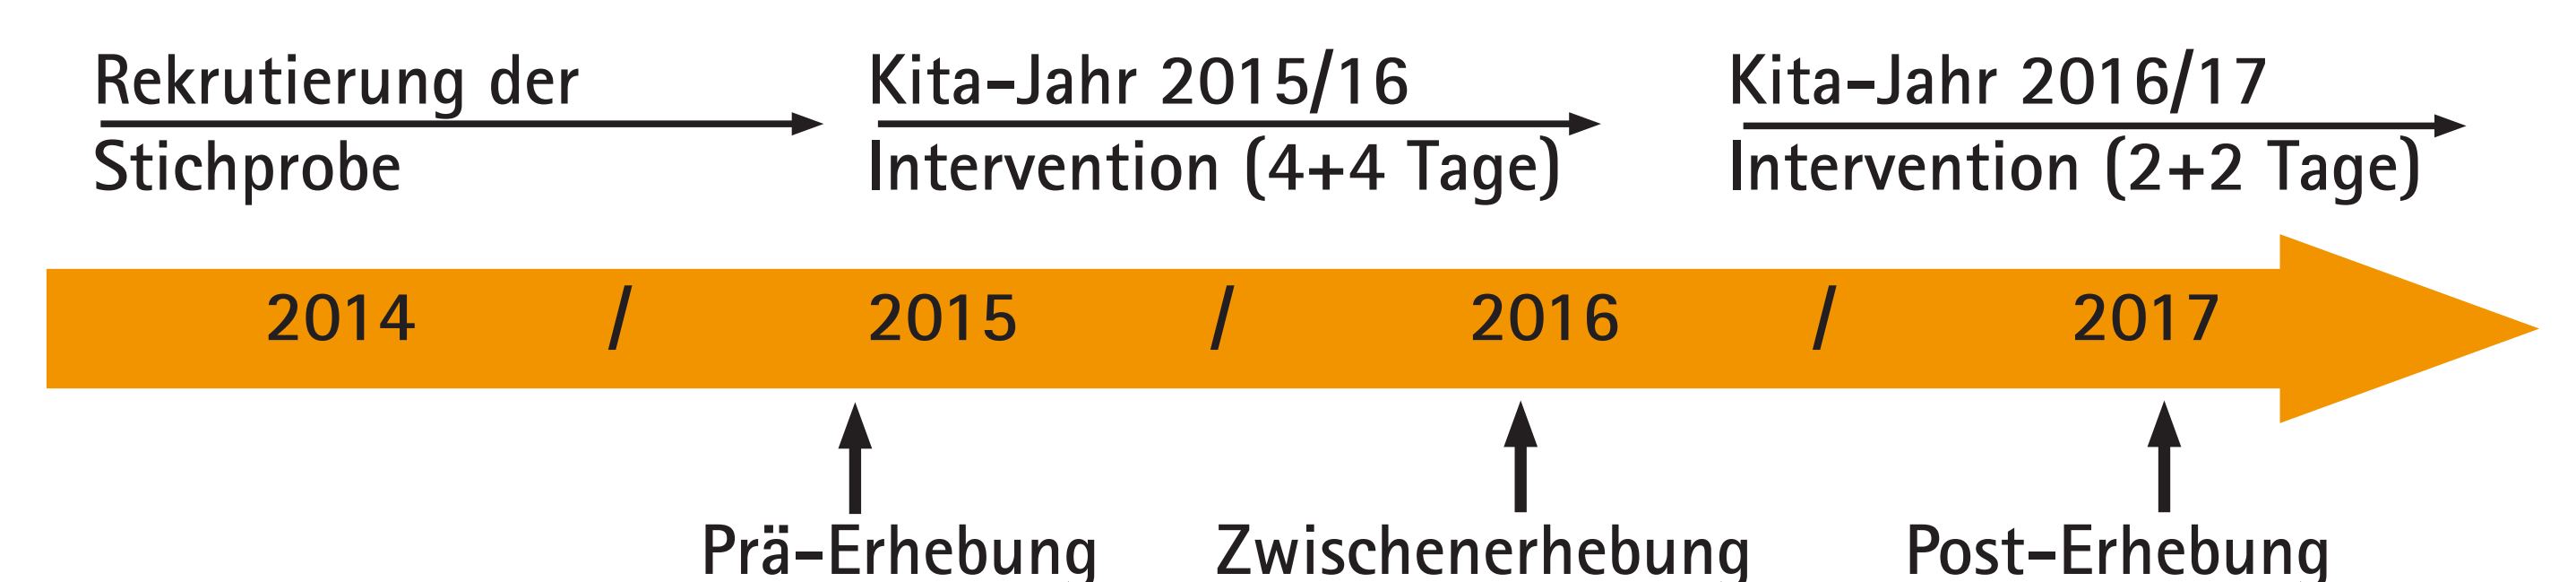 Rekrutierung der
Stichprobe
Kita-Jahr 2015/16
Intervention (4+4 Tage)
Kita-Jahr 2016/17
Intervention (2+2 Tage)
2014 / 2015 / 2016 / 2017
Prä-Erhebung
Zwischenerhebung
Post-Erhebung